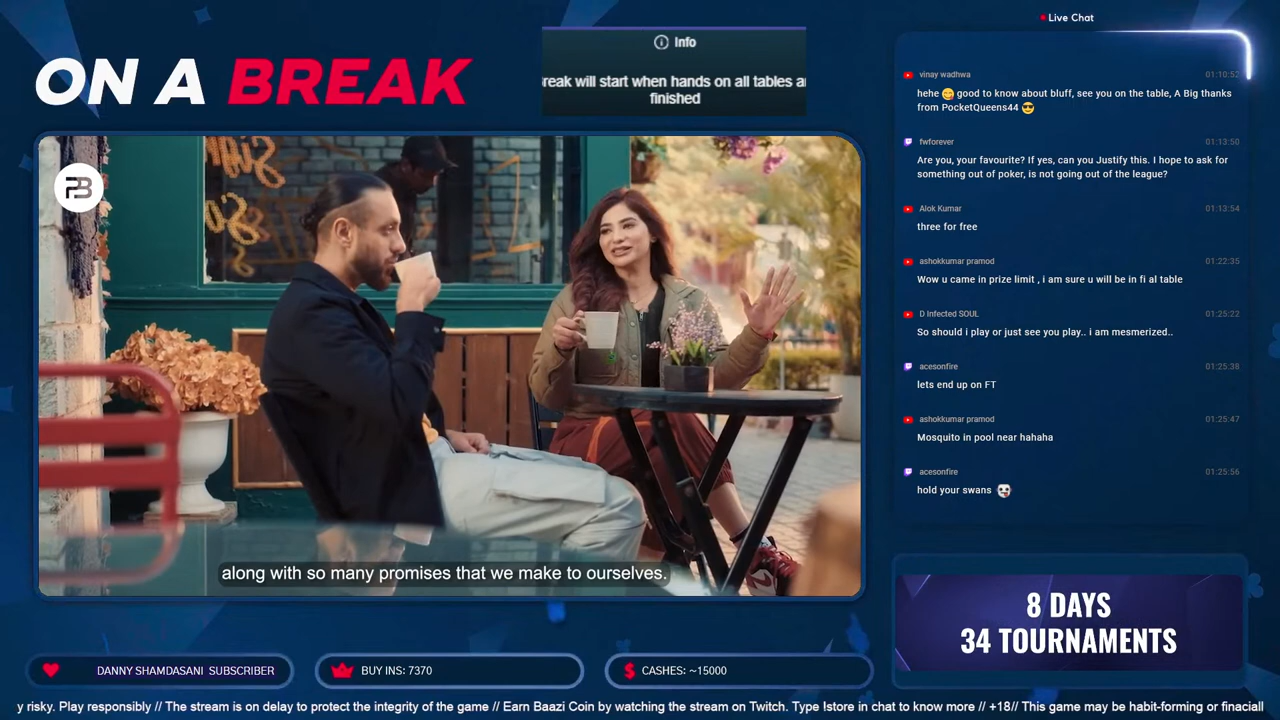 Live Chat
ON A BREAK
Info
reak will start when hands on all tables a
finished
PB
vinay wadhwa 01:10:52
hehe 😋 good to know about bluff, see you on the table, A Big thanks
from PocketQueens44 😎
fwforever 01:13:50
Are you, your favourite? If yes, can you Justify this. I hope to ask for
something out of poker, is not going out of the league?
Alok Kumar 01:13:54
three for free
ashokkumar pramod 01:22:35
Wow u came in prize limit , i am sure u will be in fi al table
D Infected SOUL 01:25:22
So should i play or just see you play.. i am mesmerized..
acesonfire 01:25:38
lets end up on FT
ashokkumar pramod 01:25:47
Mosquito in pool near hahaha
acesonfire 01:25:56
hold your swans
along with so many promises that we make to ourselves.
8 DAYS
34 TOURNAMENTS
DANNY SHAMDASANI SUBSCRIBER
BUY INS: 7370
CASHES: ~15000
y risky. Play responsibly // The stream is on delay to protect the integrity of the game // Earn Baazi Coin by watching the stream on Twitch. Type !store in chat to know more // +18// This game may be habit-forming or finaciall